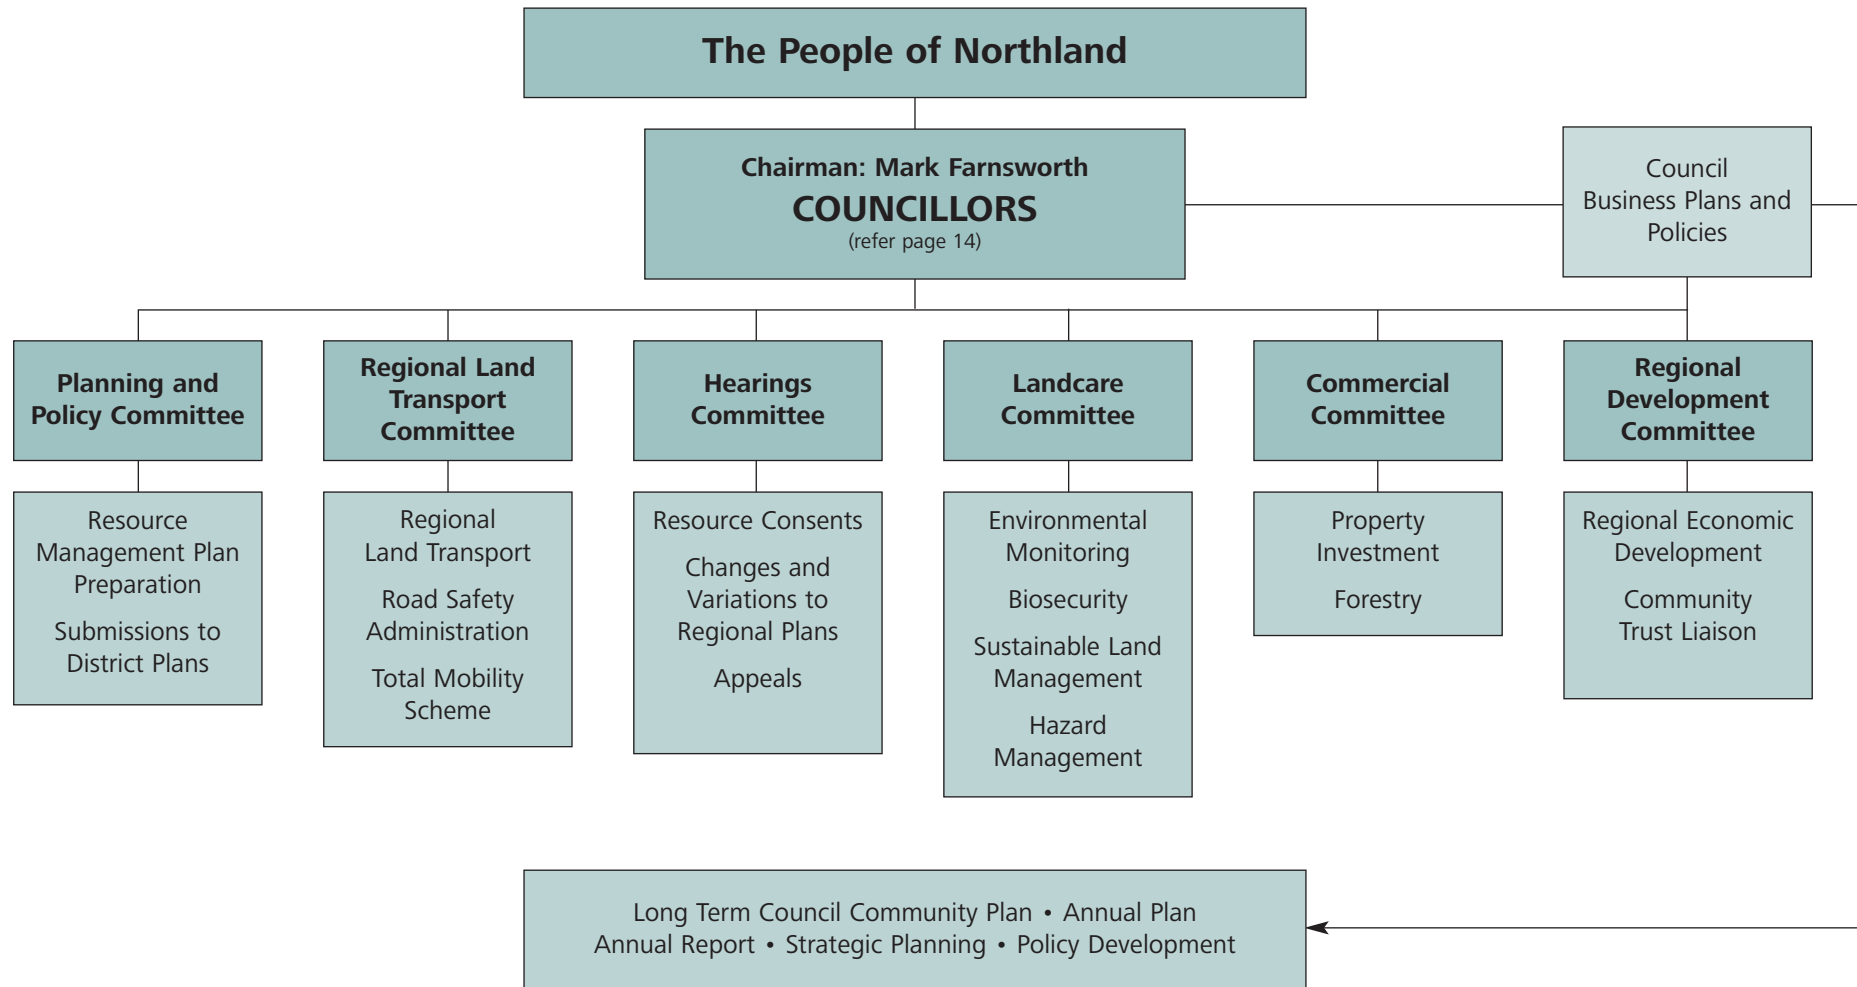 The People of Northland
Chairman: Mark Farnsworth
COUNCILLORS
(refer page 14)
Council
Business Plans and
Policies
Planning and
Policy Committee
Regional Land
Transport
Committee
Hearings
Committee
Landcare
Committee
Commercial
Committee
Regional
Development
Committee
Resource
Management Plan
Preparation
Submissions to
District Plans
Regional
Land Transport
Road Safety
Administration
Total Mobility
Scheme
Resource Consents
Changes and
Variations to
Regional Plans
Appeals
Environmental
Monitoring
Biosecurity
Sustainable Land
Management
Hazard
Management
Property
Investment
Forestry
Regional Economic
Development
Community
Trust Liaison
Long Term Council Community Plan • Annual Plan
Annual Report • Strategic Planning • Policy Development